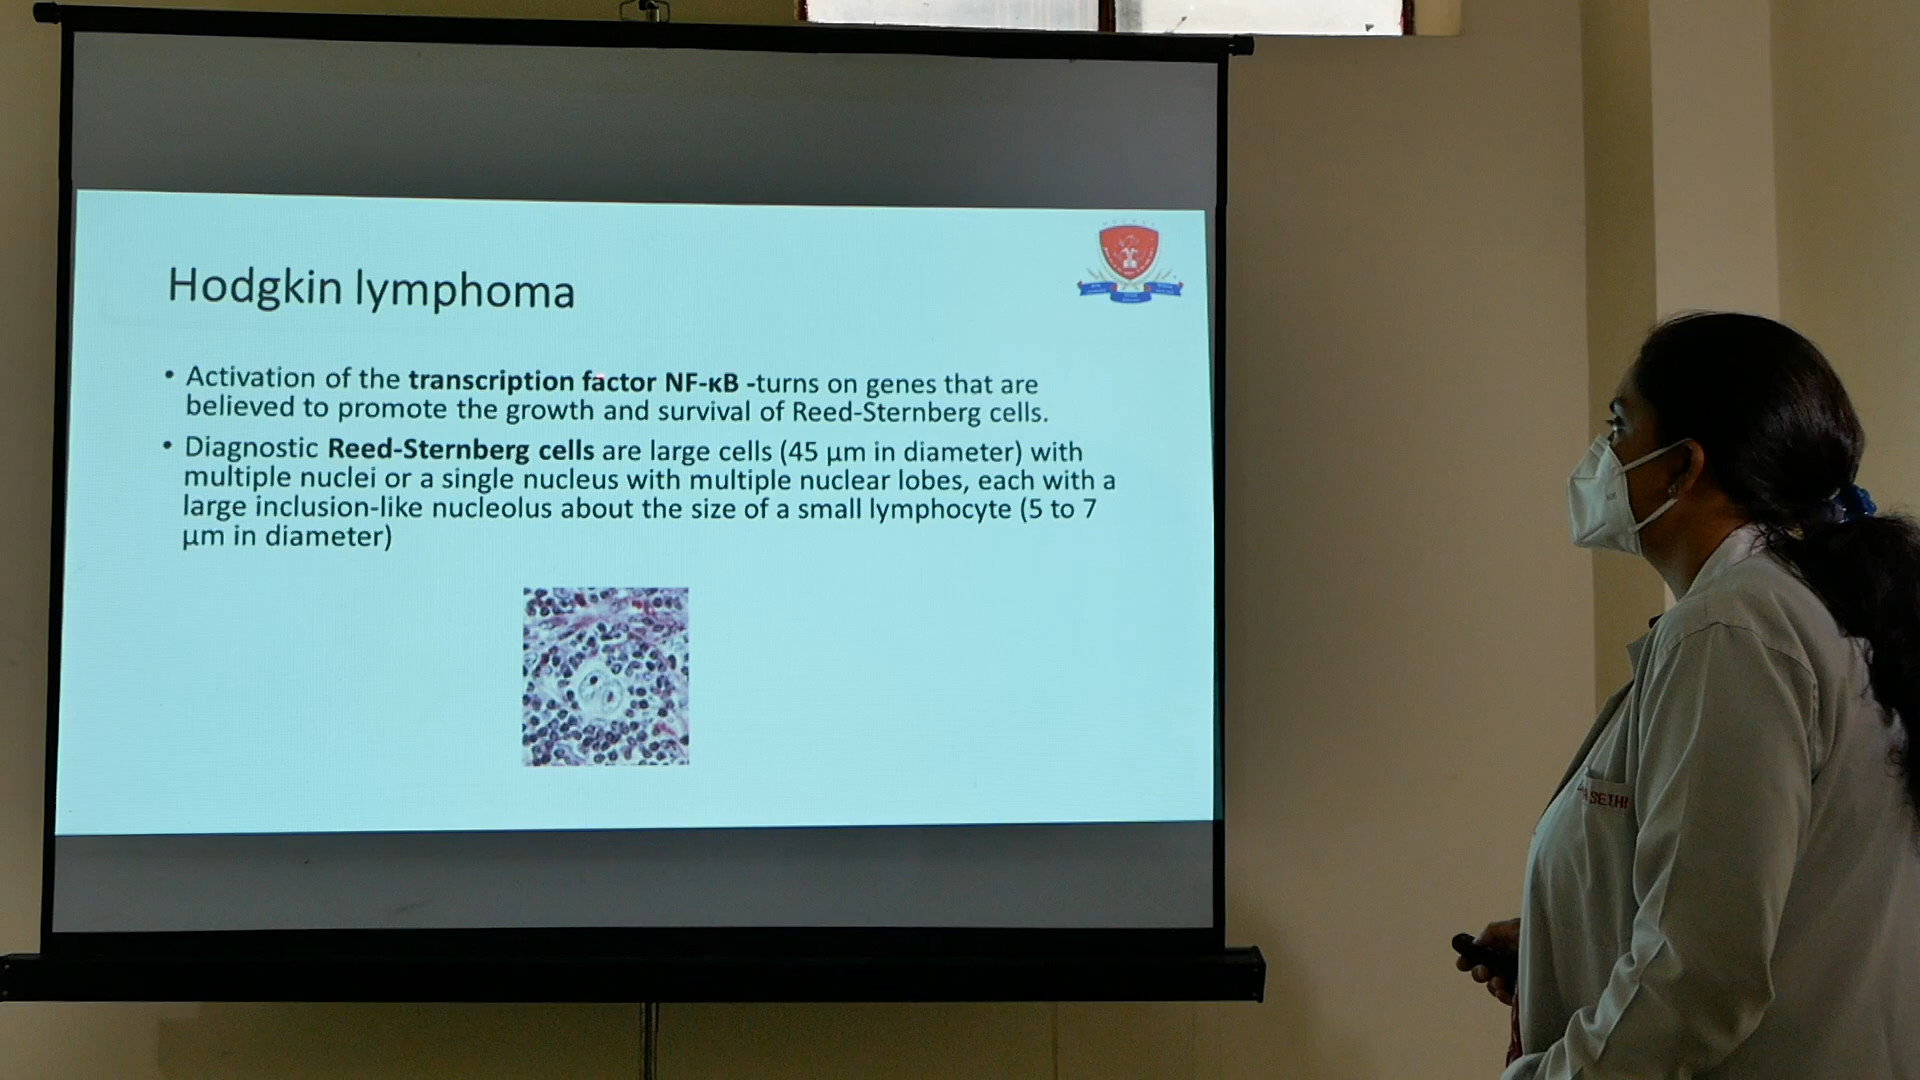 Hodgkin lymphoma
• Activation of the transcription factor NF-κB -turns on genes that are
believed to promote the growth and survival of Reed-Sternberg cells.
• Diagnostic Reed-Sternberg cells are large cells (45 μm in diameter) with
multiple nuclei or a single nucleus with multiple nuclear lobes, each with a
large inclusion-like nucleolus about the size of a small lymphocyte (5 to 7
μm in diameter)
SETHI